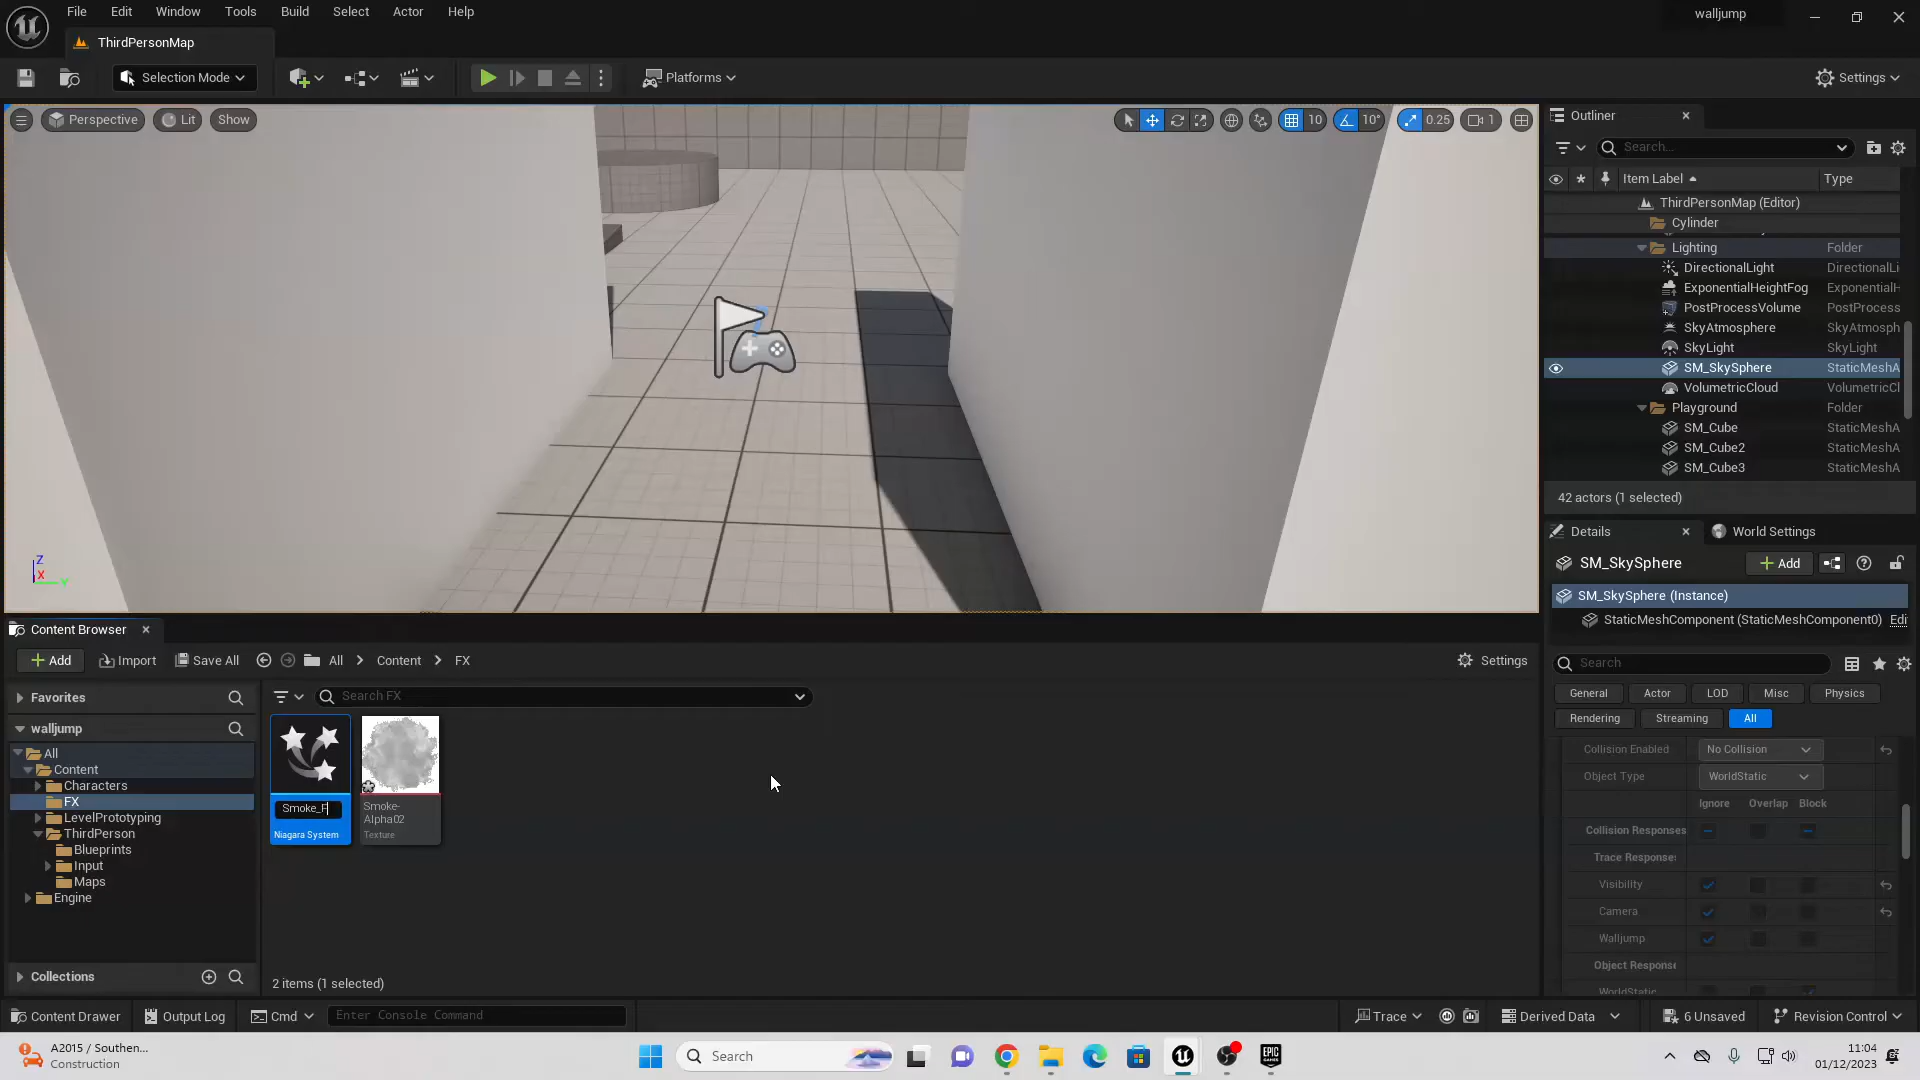 File Edit Window Tools Build Select Actor Help
walljump
ThirdPersonMap
Selection Mode
Platforms
Settings
Perspective Lit Show
10 10° 0.25 1
Outliner
Search...
Item Label Type
ThirdPersonMap (Editor)
Cylinder
Lighting Folder
DirectionalLight DirectionalLi
ExponentialHeightFog ExponentialH
PostProcessVolume PostProcess
SkyAtmosphere SkyAtmosph
SkyLight SkyLight
SM_SkySphere StaticMeshA
VolumetricCloud VolumetricCl
Playground Folder
SM_Cube StaticMeshA
SM_Cube2 StaticMeshA
SM_Cube3 StaticMeshA
42 actors (1 selected)
Details World Settings
SM_SkySphere Add
SM_SkySphere (Instance)
StaticMeshComponent (StaticMeshComponent0) Edi
Search
General Actor LOD Misc Physics
Rendering Streaming All
Collision Enabled No Collision
Object Type WorldStatic
Ignore Overlap Block
Collision Responses
Trace Responses
Visibility
Camera
Walljump
Object Response
WorldStatic
Z
X
Y
Content Browser
Add Import Save All All Content FX Settings
Favorites
Search FX
walljump
All
Content
Characters
FX
LevelPrototyping
ThirdPerson
Blueprints
Input
Maps
Engine
Collections
Smoke_F
Niagara System
Smoke-
Alpha02
Texture
2 items (1 selected)
Content Drawer Output Log Cmd Enter Console Command Trace Derived Data 6 Unsaved Revision Control
A2015 / Southen...
Construction
Search
EPIC
GAMES
11:04
01/12/2023